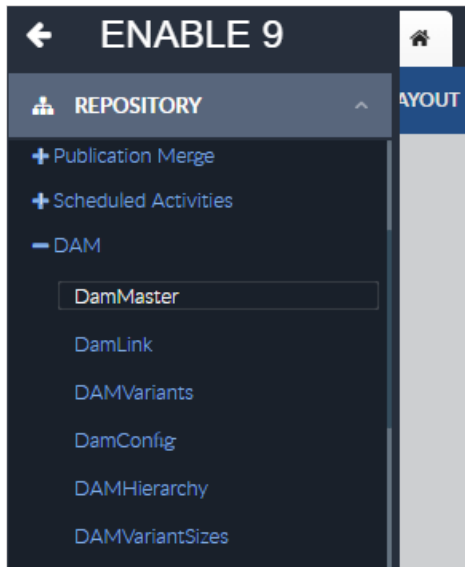 ENABLE 9
REPOSITORY
AYOUT
Publication Merge
Scheduled Activities
DAM
DamMaster
DamLink
DAMVariants
DamConfig
DAMHierarchy
DAMVariantSizes